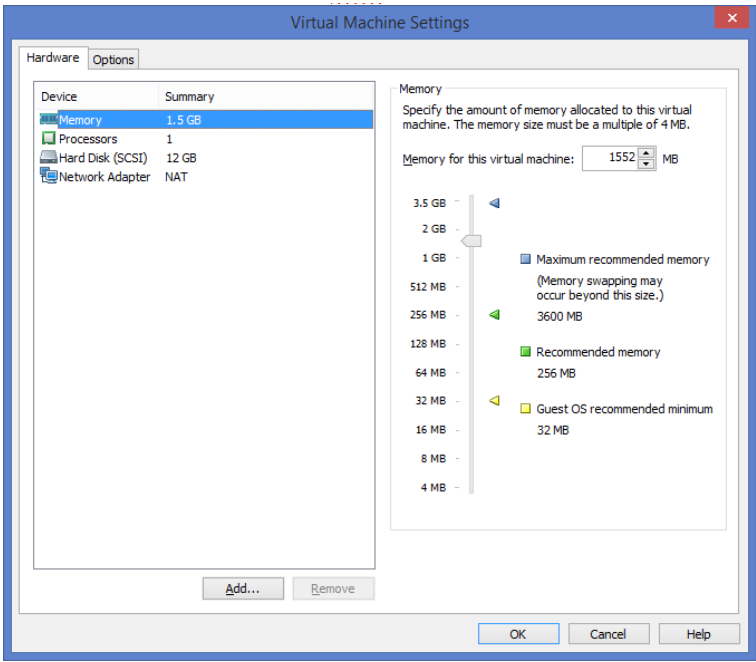 Virtual Machine Settings
Hardware
Options
Device Summary
Memory 1.5 GB
Processors 1
Hard Disk (SCSI) 12 GB
Network Adapter NAT
Add...
Remove
Memory
Specify the amount of memory allocated to this virtual
machine. The memory size must be a multiple of 4 MB.
Memory for this virtual machine: 1552 MB
3.5 GB
2 GB
1 GB
512 MB
256 MB
128 MB
64 MB
32 MB
16 MB
8 MB
4 MB
Maximum recommended memory
(Memory swapping may
occur beyond this size.)
3600 MB
Recommended memory
256 MB
Guest OS recommended minimum
32 MB
OK
Cancel
Help